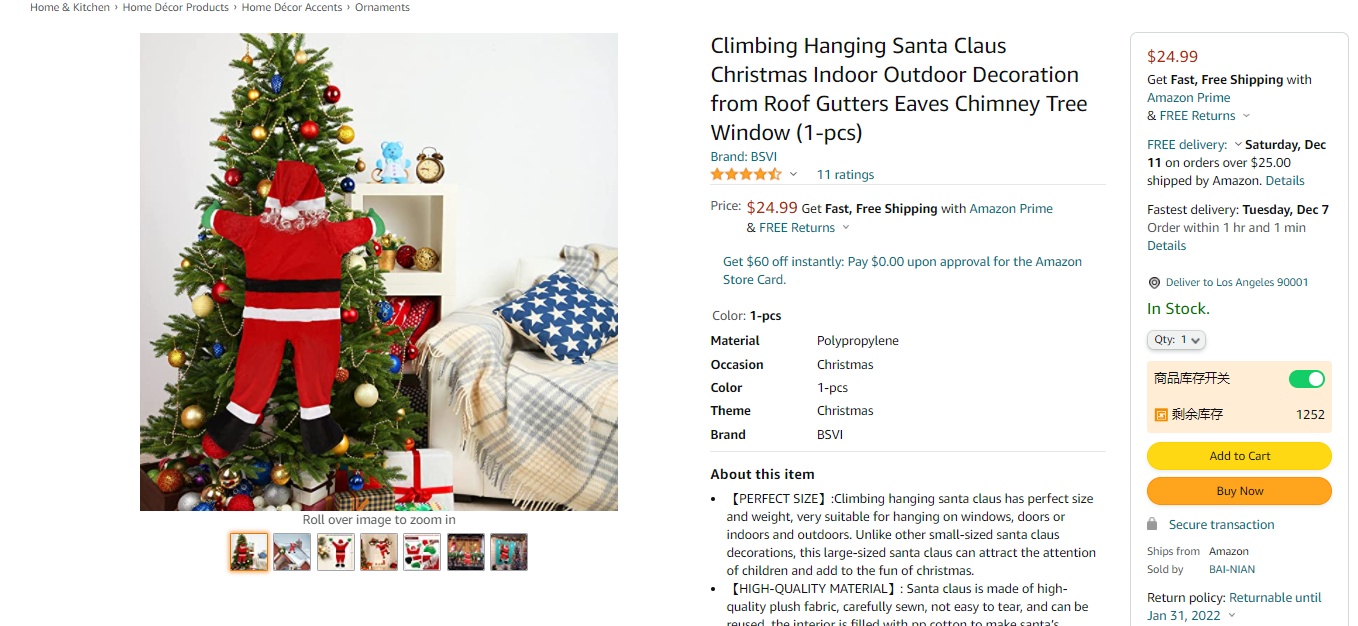 Home & Kitchen › Home Décor Products › Home Décor Accents › Ornaments
Roll over image to zoom in
Climbing Hanging Santa Claus
Christmas Indoor Outdoor Decoration
from Roof Gutters Eaves Chimney Tree
Window (1-pcs)
Brand: BSVI
11 ratings
Price: $24.99 Get Fast, Free Shipping with Amazon Prime
& FREE Returns
Get $60 off instantly: Pay $0.00 upon approval for the Amazon
Store Card.
Color: 1-pcs
Material Polypropylene
Occasion Christmas
Color 1-pcs
Theme Christmas
Brand BSVI
About this item
• 【PERFECT SIZE】:Climbing hanging santa claus has perfect size
and weight, very suitable for hanging on windows, doors or
indoors and outdoors. Unlike other small-sized santa claus
decorations, this large-sized santa claus can attract the attention
of children and add to the fun of christmas.
• 【HIGH-QUALITY MATERIAL】: Santa claus is made of high-
quality plush fabric, carefully sewn, not easy to tear, and can be
reused, the interior is filled with pp cotton to make santa’s
$24.99
Get Fast, Free Shipping with
Amazon Prime
& FREE Returns
FREE delivery: Saturday, Dec
11 on orders over $25.00
shipped by Amazon. Details
Fastest delivery: Tuesday, Dec 7
Order within 1 hr and 1 min
Details
Deliver to Los Angeles 90001
In Stock.
Qty: 1
商品库存开关
剩余库存 1252
Add to Cart
Buy Now
Secure transaction
Ships from Amazon
Sold by BAI-NIAN
Return policy: Returnable until
Jan 31, 2022